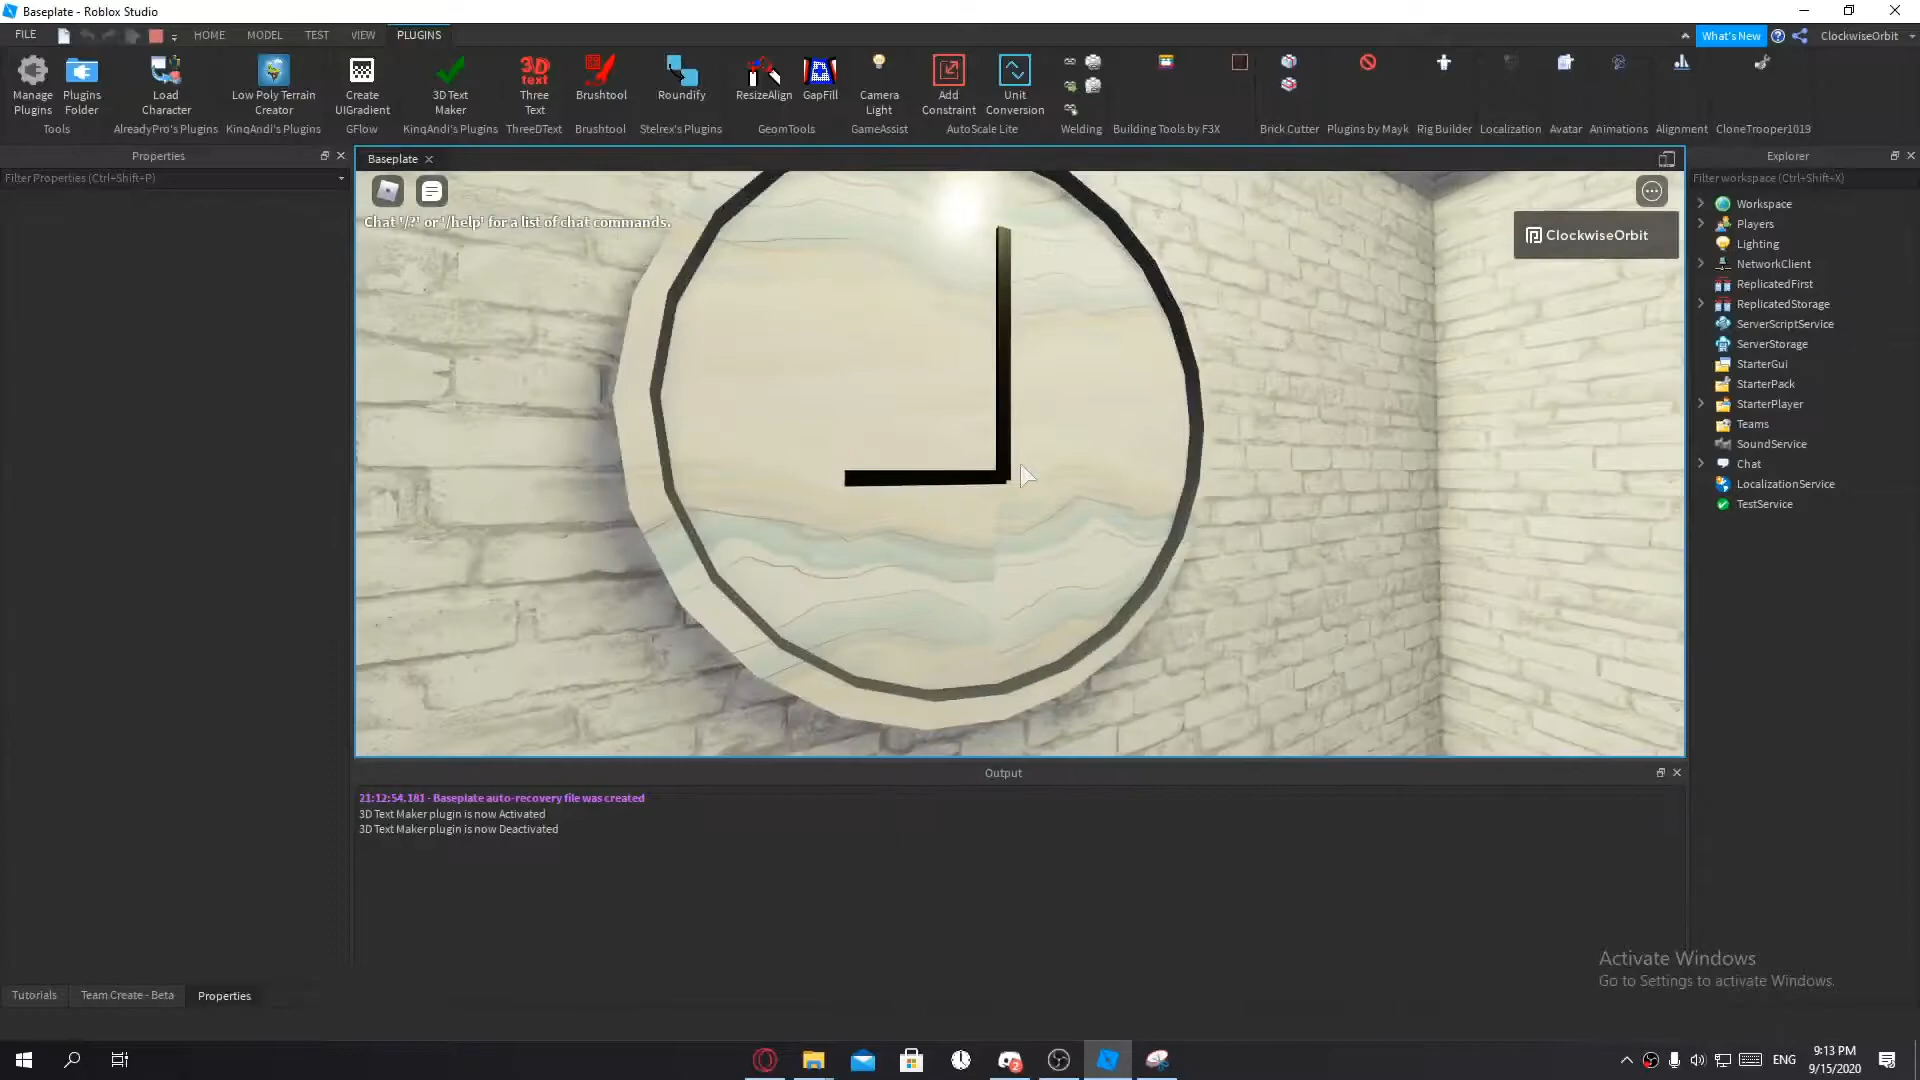 Baseplate - Roblox Studio
FILE HOME MODEL TEST VIEW PLUGINS What's New ClockwiseOrbit
Manage Plugins
Plugins Folder
Load Character
Low Poly Terrain Creator
Create UIGradient
3D Text Maker
3D text
Three Text
Brushtool
Roundify
ResizeAlign
GapFill
Camera Light
Add Constraint
Unit Conversion
Tools AlreadyPro's Plugins KinqAndi's Plugins GFlow KinqAndi's Plugins ThreeDText Brushtool Stelrex's Plugins GeomTools GameAssist AutoScale Lite Welding Building Tools by F3X Brick Cutter Plugins by Mayk Rig Builder Localization Avatar Animations Alignment CloneTrooper1019
Properties
Filter Properties (Ctrl+Shift+P)
Baseplate
Chat '/?' or '/help' for a list of chat commands.
ClockwiseOrbit
Explorer
Filter workspace (Ctrl+Shift+X)
Workspace
Players
Lighting
NetworkClient
ReplicatedFirst
ReplicatedStorage
ServerScriptService
ServerStorage
StarterGui
StarterPack
StarterPlayer
Teams
SoundService
Chat
LocalizationService
TestService
Output
21:12:54.181 - Baseplate auto-recovery file was created
3D Text Maker plugin is now Activated
3D Text Maker plugin is now Deactivated
Activate Windows
Go to Settings to activate Windows.
Tutorials Team Create - Beta Properties
2
ENG
9:13 PM
9/15/2020